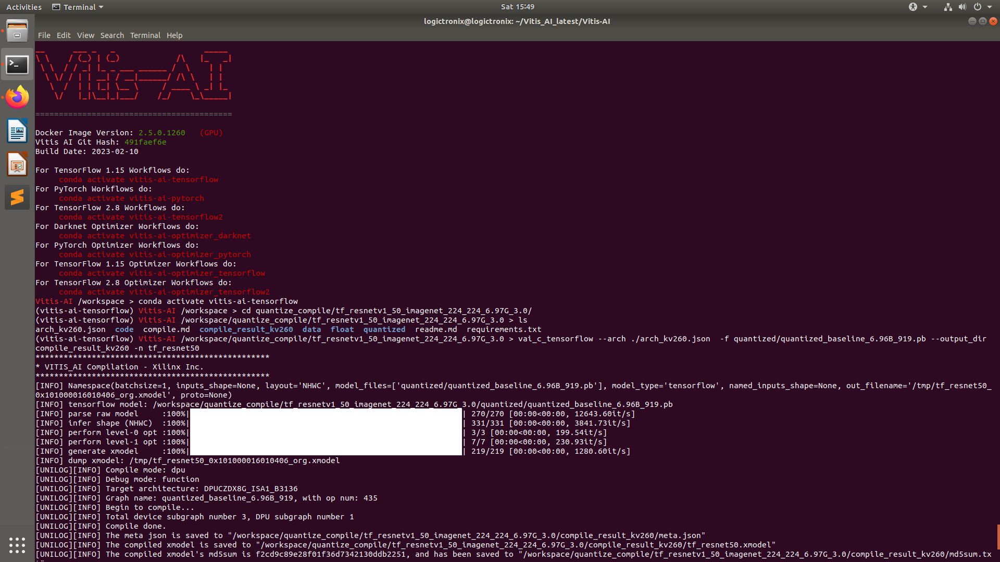 Activities Terminal Sat 15:49
logictronix@logictronix: ~/Vitis_AI_latest/Vitis-AI
File Edit View Search Terminal Help
Vitis-AI
==========================================
Docker Image Version: 2.5.0.1260 (GPU)
Vitis AI Git Hash: 491faef6e
Build Date: 2023-02-10
For TensorFlow 1.15 Workflows do:
conda activate vitis-ai-tensorflow
For PyTorch Workflows do:
conda activate vitis-ai-pytorch
For TensorFlow 2.8 Workflows do:
conda activate vitis-ai-tensorflow2
For Darknet Optimizer Workflows do:
conda activate vitis-ai-optimizer_darknet
For PyTorch Optimizer Workflows do:
conda activate vitis-ai-optimizer_pytorch
For TensorFlow 1.15 Optimizer Workflows do:
conda activate vitis-ai-optimizer_tensorflow
For TensorFlow 2.8 Optimizer Workflows do:
conda activate vitis-ai-optimizer_tensorflow2
Vitis-AI /workspace > conda activate vitis-ai-tensorflow
(vitis-ai-tensorflow) Vitis-AI /workspace > cd quantize_compile/tf_resnetv1_50_imagenet_224_224_6.97G_3.0/
(vitis-ai-tensorflow) Vitis-AI /workspace/quantize_compile/tf_resnetv1_50_imagenet_224_224_6.97G_3.0 > ls
arch_kv260.json code compile.md compile_result_kv260 data float quantized readme.md requirements.txt
(vitis-ai-tensorflow) Vitis-AI /workspace/quantize_compile/tf_resnetv1_50_imagenet_224_224_6.97G_3.0 > vai_c_tensorflow --arch ./arch_kv260.json -f quantized/quantized_baseline_6.96B_919.pb --output_dir
compile_result_kv260 -n tf_resnet50
**************************************************
* VITIS_AI Compilation - Xilinx Inc.
**************************************************
[INFO] Namespace(batchsize=1, inputs_shape=None, layout='NHWC', model_files=['quantized/quantized_baseline_6.96B_919.pb'], model_type='tensorflow', named_inputs_shape=None, out_filename='/tmp/tf_resnet50_
0x101000016010406_org.xmodel', proto=None)
[INFO] tensorflow model: /workspace/quantize_compile/tf_resnetv1_50_imagenet_224_224_6.97G_3.0/quantized/quantized_baseline_6.96B_919.pb
[INFO] parse raw model :100%| | 270/270 [00:00<00:00, 12643.60it/s]
[INFO] infer shape (NHWC) :100%| | 331/331 [00:00<00:00, 3841.73it/s]
[INFO] perform level-0 opt :100%| | 3/3 [00:00<00:00, 199.54it/s]
[INFO] perform level-1 opt :100%| | 7/7 [00:00<00:00, 230.93it/s]
[INFO] generate xmodel :100%| | 219/219 [00:00<00:00, 1280.60it/s]
[INFO] dump xmodel: /tmp/tf_resnet50_0x101000016010406_org.xmodel
[UNILOG][INFO] Compile mode: dpu
[UNILOG][INFO] Debug mode: function
[UNILOG][INFO] Target architecture: DPUCZDX8G_ISA1_B3136
[UNILOG][INFO] Graph name: quantized_baseline_6.96B_919, with op num: 435
[UNILOG][INFO] Begin to compile...
[UNILOG][INFO] Total device subgraph number 3, DPU subgraph number 1
[UNILOG][INFO] Compile done.
[UNILOG][INFO] The meta json is saved to "/workspace/quantize_compile/tf_resnetv1_50_imagenet_224_224_6.97G_3.0/compile_result_kv260/meta.json"
[UNILOG][INFO] The compiled xmodel is saved to "/workspace/quantize_compile/tf_resnetv1_50_imagenet_224_224_6.97G_3.0/compile_result_kv260/tf_resnet50.xmodel"
[UNILOG][INFO] The compiled xmodel's md5sum is f2cd9c89e28f01f36d7342130ddb2251, and has been saved to "/workspace/quantize_compile/tf_resnetv1_50_imagenet_224_224_6.97G_3.0/compile_result_kv260/md5sum.tx